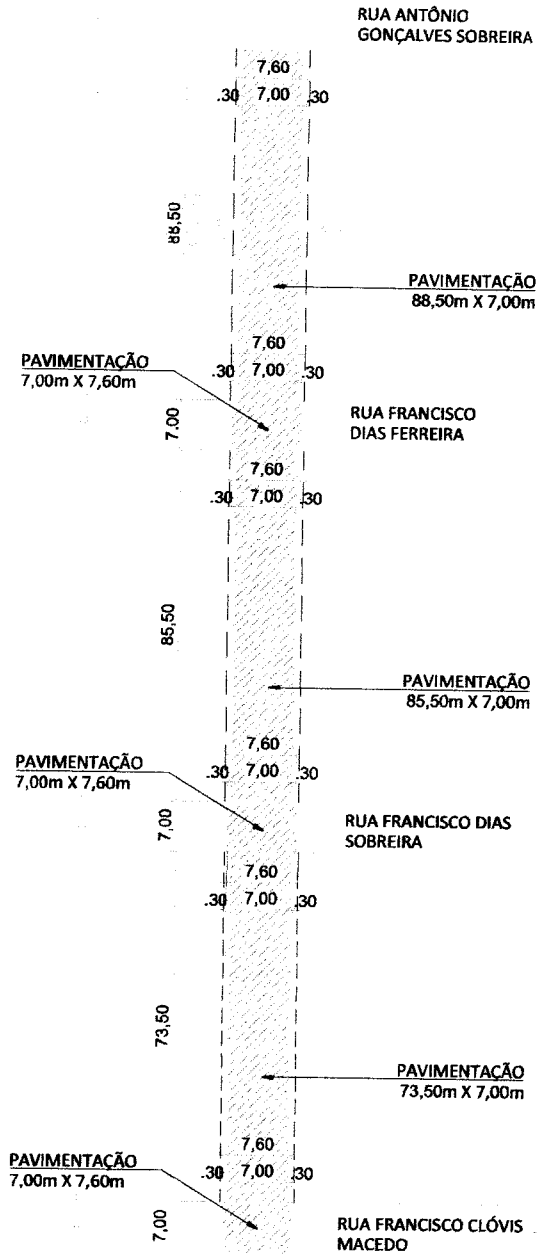 RUA ANTÔNIO
GONÇALVES SOBREIRA
7,60
.30 7,00 .30
88,50
PAVIMENTAÇÃO
88,50m X 7,00m
7,60
.30 7,00 .30
PAVIMENTAÇÃO
7,00m X 7,60m
7.00
RUA FRANCISCO
DIAS FERREIRA
7,60
.30 7,00 .30
85,50
PAVIMENTAÇÃO
85,50m X 7,00m
7,60
.30 7,00 .30
PAVIMENTAÇÃO
7,00m X 7,60m
7,00
RUA FRANCISCO DIAS
SOBREIRA
7,60
.30 7,00 .30
73,50
PAVIMENTAÇÃO
73,50m X 7,00m
7,60
.30 7,00 .30
PAVIMENTAÇÃO
7,00m X 7,60m
7,00
RUA FRANCISCO CLÓVIS
MACEDO